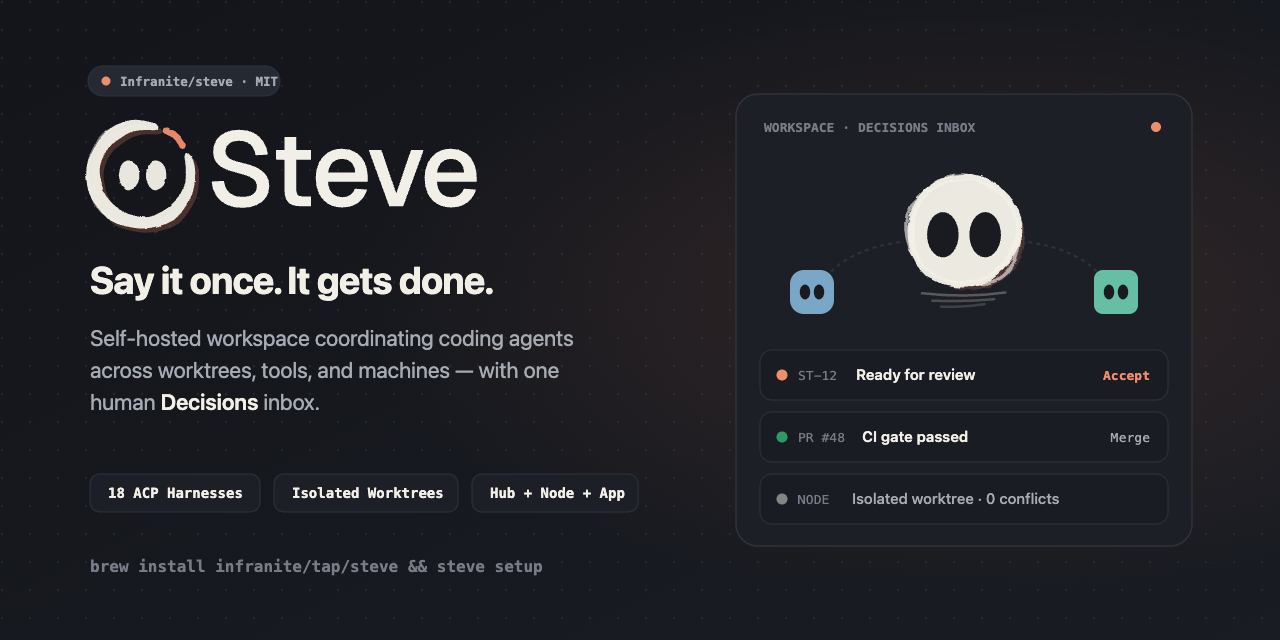 Infranite/steve · MIT
Steve
Say it once. It gets done.
Self-hosted workspace coordinating coding agents
across worktrees, tools, and machines — with one
human Decisions inbox.
18 ACP Harnesses
Isolated Worktrees
Hub + Node + App
brew install infranite/tap/steve && steve setup
WORKSPACE · DECISIONS INBOX
ST-12 Ready for review Accept
PR #48 CI gate passed Merge
NODE Isolated worktree · 0 conflicts